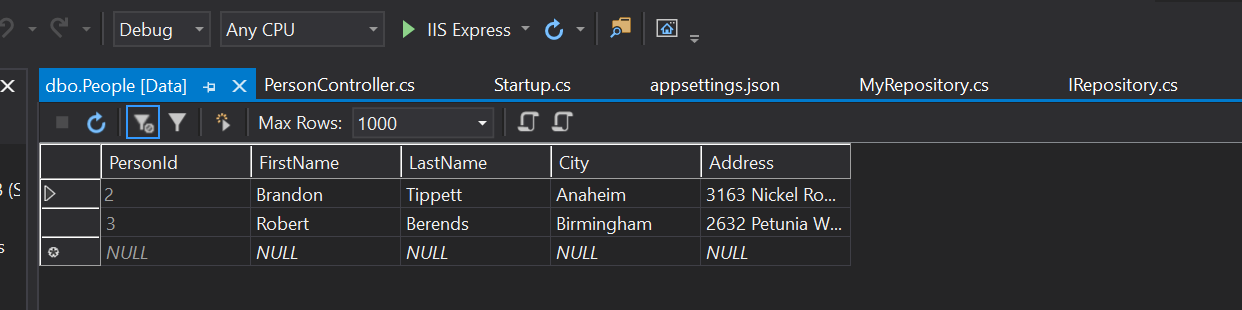 Debug Any CPU IIS Express
dbo.People [Data] PersonController.cs Startup.cs appsettings.json MyRepository.cs IRepository.cs
Max Rows: 1000
PersonId FirstName LastName City Address
2 Brandon Tippett Anaheim 3163 Nickel Ro...
3 Robert Berends Birmingham 2632 Petunia W...
NULL NULL NULL NULL NULL